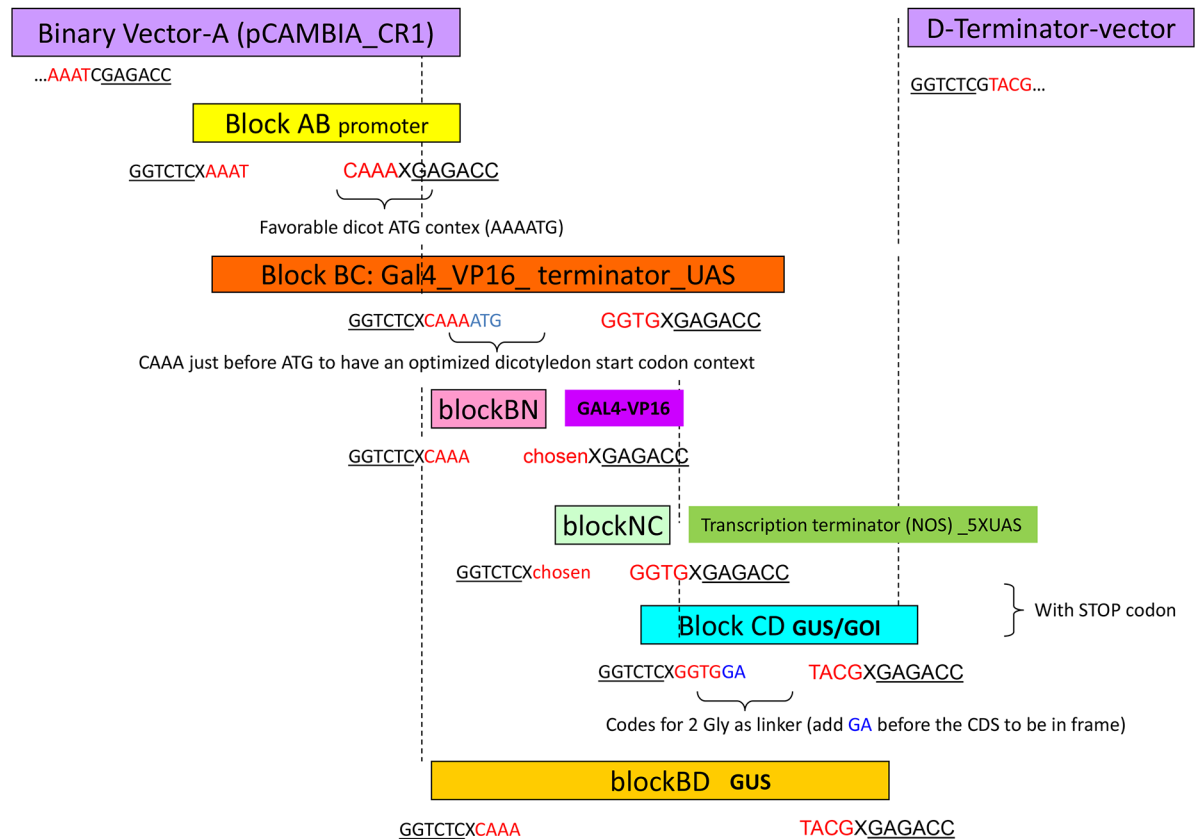 Binary Vector-A (pCAMBIA_CR1)
D-Terminator-vector
...AAATCGAGACC
GGTCTCGTACG...
Block AB promoter
GGTCTCXAAAT
CAAAXGAGACC
Favorable dicot ATG contex (AAAATG)
Block BC: Gal4_VP16_ terminator_UAS
GGTCTCXCAAAATG
GGTGXGAGACC
CAAA just before ATG to have an optimized dicotyledon start codon context
blockBN
GAL4-VP16
GGTCTCXCAAA
chosenXGAGACC
blockNC
Transcription terminator (NOS) _5XUAS
GGTCTCXchosen
GGTGXGAGACC
With STOP codon
Block CD GUS/GOI
GGTCTCXGGTGGA
TACGXGAGACC
Codes for 2 Gly as linker (add GA before the CDS to be in frame)
blockBD GUS
GGTCTCXCAAA
TACGXGAGACC